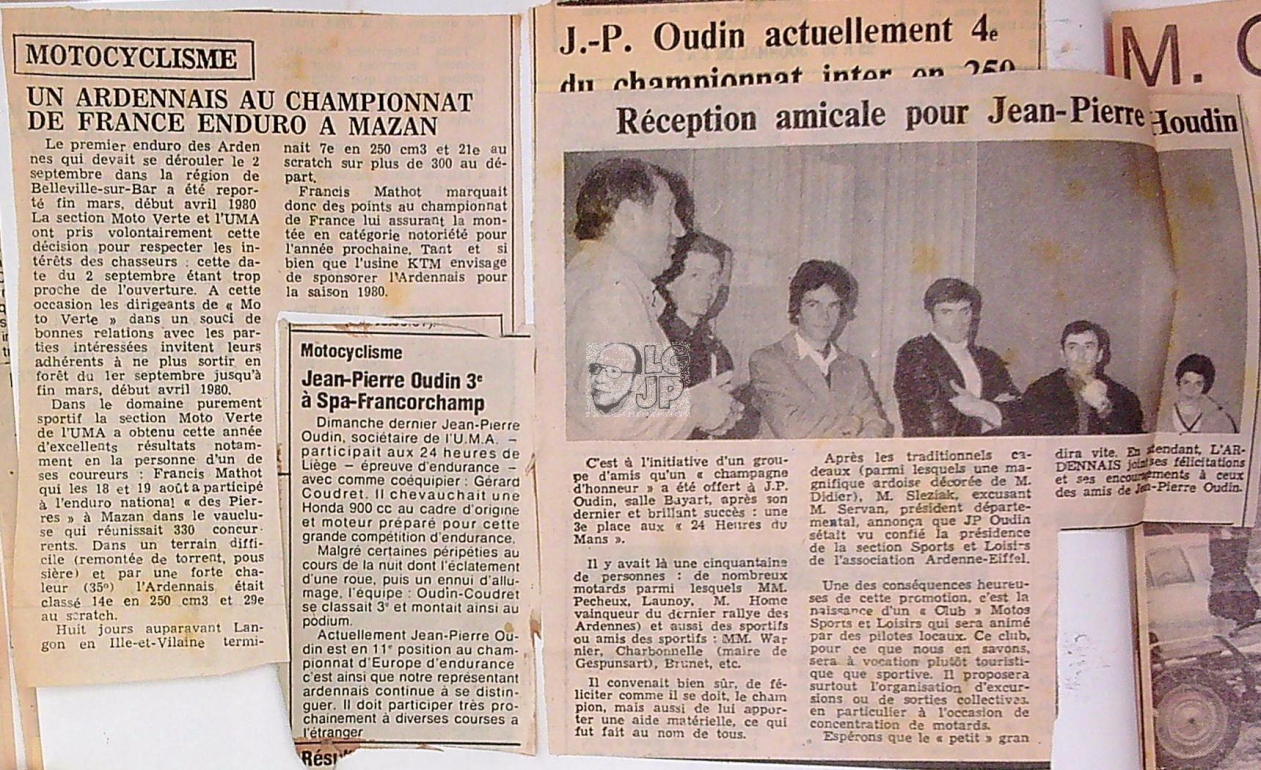 MOTOCYCLISME
UN ARDENNAIS AU CHAMPIONNAT
DE FRANCE ENDURO A MAZAN
Le premier enduro des Arden
nes qui devait se dérouler le 2
septembre dans la région de
Belleville-sur-Bar a été repor-
té fin mars, début avril 1980
La section Moto Verte et l'UMA
ont pris volontairement cette
décision pour respecter les in-
térêts des chasseurs : cette da-
te du 2 septembre étant trop
proche de l'ouverture. A cette
occasion les dirigeants de « Mo
to Verte » dans un souci de
bonnes relations avec les par-
ties intéressées invitent leurs
adhérents à ne plus sortir en
forêt du 1er septembre jusqu'à
fin mars, début avril 1980.
Dans le domaine purement
sportif la section Moto Verte
de l'UMA a obtenu cette année
d'excellents résultats notam-
ment en la personne d'un de
ses coureurs : Francis Mathot
qui les 18 et 19 août a participé
à l'enduro national « des Pier-
res » à Mazan dans le vauclu-
se qui réunissait 330 concur-
rents. Dans un terrain diffi-
cile (remontée de torrent, pous
sière) et par une forte cha-
leur (35°) l'Ardennais était
classé 14e en 250 cm3 et 29e
au scratch.
Huit jours auparavant Lan-
gon en Ille-et-Vilaine termi-
nait 7e en 250 cm3 et 21e au
scratch sur plus de 300 au dé-
part.
Francis Mathot marquait
donc des points au championnat
de France lui assurant la mon-
tée en catégorie notoriété pour
l'année prochaine, Tant et si
bien que l'usine KTM envisage
de sponsorer l'Ardennais pour
la saison 1980.
Motocyclisme
Jean-Pierre Oudin 3e
à Spa-Francorchamp
Dimanche dernier Jean-Pierre
Oudin, sociétaire de l'U.M.A. –
participait aux 24 heures de
Liège – épreuve d'endurance –
avec comme coéquipier : Gérard
Coudret. Il chevauchait une
Honda 900 cc au cadre d'origine
et moteur préparé pour cette
grande compétition d'endurance.
Malgré certaines péripéties au
cours de la nuit dont l'éclatement
d'une roue, puis un ennui d'allu-
mage, l'équipe : Oudin-Coudret
se classait 3e et montait ainsi au
podium.
Actuellement Jean-Pierre Ou-
din est en 11e position au cham-
pionnat d'Europe d'endurance
c'est ainsi que notre représentant
ardennais continue à se distin-
guer. Il doit participer très pro-
chainement à diverses courses a
l'étranger
J.-P. Oudin actuellement 4e
du championnat inter en 250
Réception amicale pour Jean-Pierre Houdin
LG
JP
C'est à l'initiative d'un grou-
pe d'amis qu'un « champagne
d'honneur » a été offert à J.P.
Oudin, salle Bayart, après son
dernier et brillant succès : une
3e place aux « 24 Heures du
Mans ».
Il y avait là une cinquantaine
de personnes : de nombreux
motards parmi lesquels MM.
Pecheux, Launoy, M. Home
vainqueur du dernier rallye des
Ardennes) et aussi des sportifs
ou amis des sportifs : MM. War
nier, Charbonnelle (maire de
Gespunsart), Brunet, etc.
Il convenait bien sûr, de fé-
liciter comme il se doit, le cham
pion, mais aussi de lui appor-
ter une aide matérielle, ce qui
fut fait au nom de tous.
Après les traditionnels ca-
deaux (parmi lesquels une ma-
gnifique ardoise décorée de M.
Didier), M. Sleziak, excusant
M. Servan, président départe-
mental, annonça que JP Oudin
sétait vu confié la présidence
de la section Sports et Loisirs
de l'association Ardenne-Eiffel.
Une des conséquences heureu-
ses de cette promotion, c'est la
naissance d'un « Club » Motos
Sports et Loisirs qui sera animé
par des pilotes locaux. Ce club,
pour ce que nous en savons,
sera à vocation plutôt touristi-
que que sportive. Il proposera
surtout l'organisation d'excur-
sions ou de sorties collectives.
en particulier à l'occasion de
concentration de motards.
Espérons que le « petit » gran
dira vite. En attendant, L'AR-
DENNAIS joint ses félicitations
et ses encouragements à ceux
des amis de Jean-Pierre Oudin.
M.